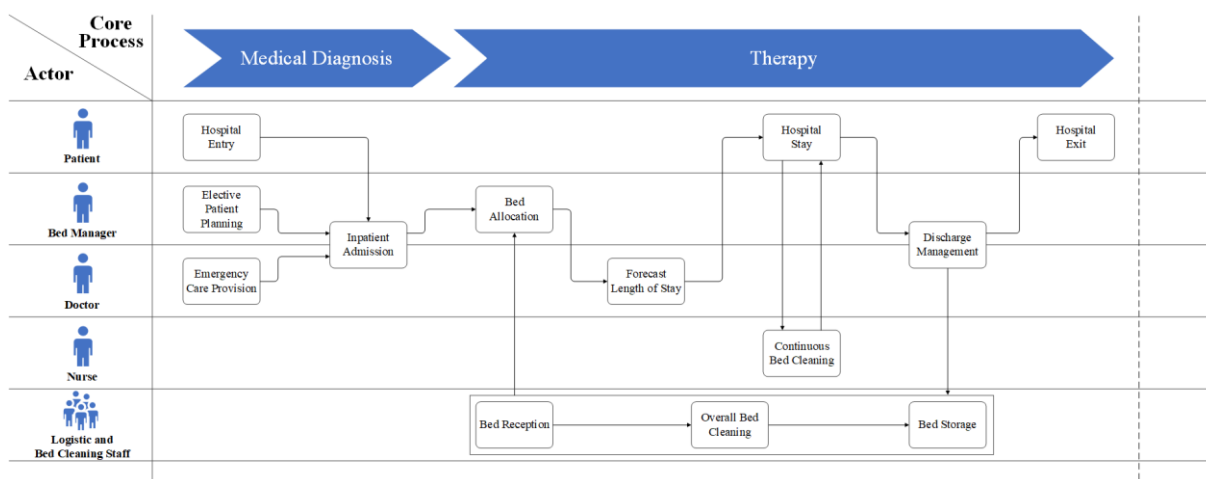 Core
Process
Actor
Medical Diagnosis
Therapy
Patient
Hospital
Entry
Hospital
Stay
Hospital
Exit
Bed Manager
Elective
Patient
Planning
Inpatient
Admission
Bed
Allocation
Discharge
Management
Doctor
Emergency
Care Provision
Forecast
Length of Stay
Nurse
Continuous
Bed Cleaning
Logistic and
Bed Cleaning Staff
Bed Reception
Overall Bed
Cleaning
Bed Storage